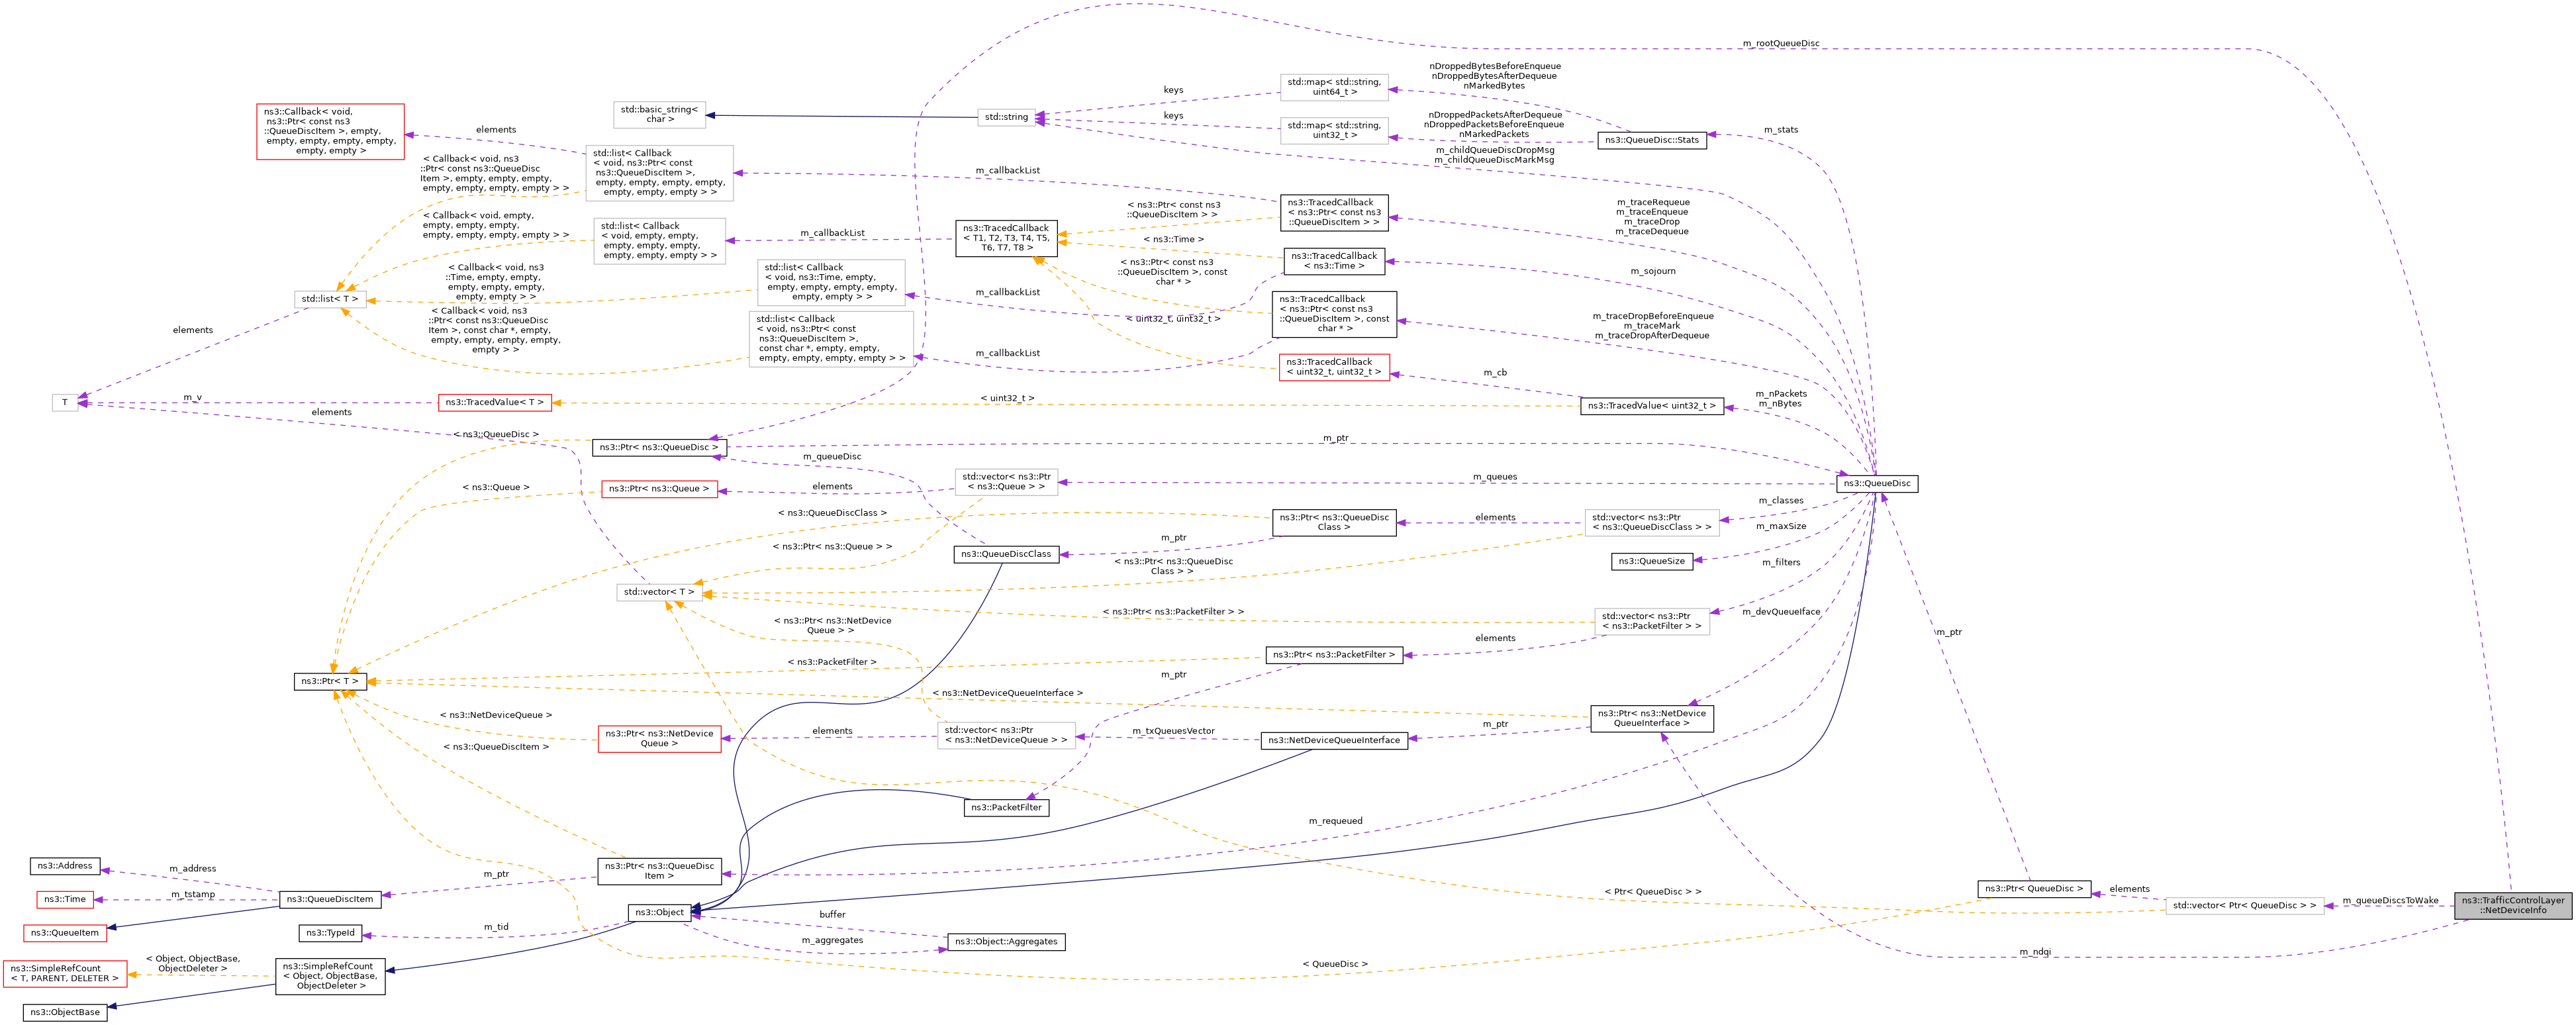 m_rootQueueDisc
nDroppedBytesBeforeEnqueue
nDroppedBytesAfterDequeue
nMarkedBytes
std::map< std::string,
uint64_t >
keys
ns3::Callback< void,
ns3::Ptr< const ns3
::QueueDiscItem >, empty,
empty, empty, empty, empty,
empty, empty >
elements
std::basic_string<
char >
std::string
keys
std::map< std::string,
uint32_t >
nDroppedPacketsAfterDequeue
nDroppedPacketsBeforeEnqueue
nMarkedPackets
ns3::QueueDisc::Stats
m_stats
m_childQueueDiscDropMsg
m_childQueueDiscMarkMsg
< Callback< void, ns3
::Ptr< const ns3::QueueDisc
Item >, empty, empty, empty,
empty, empty, empty, empty > >
std::list< Callback
< void, ns3::Ptr< const
ns3::QueueDiscItem >,
empty, empty, empty, empty,
empty, empty, empty > >
m_callbackList
ns3::TracedCallback
< ns3::Ptr< const ns3
::QueueDiscItem > >
m_traceRequeue
m_traceEnqueue
m_traceDrop
m_traceDequeue
< ns3::Ptr< const ns3
::QueueDiscItem > >
< Callback< void, empty,
empty, empty, empty,
empty, empty, empty, empty > >
std::list< Callback
< void, empty, empty,
empty, empty, empty,
empty, empty, empty > >
m_callbackList
ns3::TracedCallback
< T1, T2, T3, T4, T5,
T6, T7, T8 >
< ns3::Time >
ns3::TracedCallback
< ns3::Time >
m_sojourn
< ns3::Ptr< const ns3
::QueueDiscItem >, const
char * >
< Callback< void, ns3
::Time, empty, empty,
empty, empty, empty,
empty, empty > >
std::list< Callback
< void, ns3::Time, empty,
empty, empty, empty, empty,
empty, empty > >
m_callbackList
ns3::TracedCallback
< ns3::Ptr< const ns3
::QueueDiscItem >, const
char * >
m_traceDropBeforeEnqueue
m_traceMark
m_traceDropAfterDequeue
std::list< T >
< Callback< void, ns3
::Ptr< const ns3::QueueDisc
Item >, const char *, empty,
empty, empty, empty, empty,
empty > >
std::list< Callback
< void, ns3::Ptr< const
ns3::QueueDiscItem >,
const char *, empty, empty,
empty, empty, empty, empty > >
m_callbackList
< uint32_t, uint32_t >
ns3::TracedCallback
< uint32_t, uint32_t >
m_cb
elements
T
m_v
ns3::TracedValue< T >
< uint32_t >
ns3::TracedValue< uint32_t >
m_nPackets
m_nBytes
elements
< ns3::QueueDisc >
ns3::Ptr< ns3::QueueDisc >
m_ptr
m_queueDisc
ns3::QueueDisc
< ns3::Queue >
ns3::Ptr< ns3::Queue >
elements
std::vector< ns3::Ptr
< ns3::Queue > >
m_queues
< ns3::QueueDiscClass >
ns3::Ptr< ns3::QueueDisc
Class >
elements
std::vector< ns3::Ptr
< ns3::QueueDiscClass > >
m_classes
m_maxSize
< ns3::Ptr< ns3::Queue > >
ns3::QueueDiscClass
m_ptr
< ns3::Ptr< ns3::QueueDisc
Class > >
ns3::QueueSize
m_filters
std::vector< T >
< ns3::Ptr< ns3::PacketFilter > >
std::vector< ns3::Ptr
< ns3::PacketFilter > >
m_devQueueIface
< ns3::Ptr< ns3::NetDevice
Queue > >
elements
m_ptr
< ns3::PacketFilter >
ns3::Ptr< ns3::PacketFilter >
m_ptr
ns3::Ptr< T >
< ns3::NetDeviceQueueInterface >
ns3::Ptr< ns3::NetDevice
QueueInterface >
< ns3::NetDeviceQueue >
ns3::Ptr< ns3::NetDevice
Queue >
elements
std::vector< ns3::Ptr
< ns3::NetDeviceQueue > >
m_txQueuesVector
ns3::NetDeviceQueueInterface
m_ptr
< ns3::QueueDiscItem >
ns3::PacketFilter
m_requeued
ns3::Address
m_address
ns3::Ptr< ns3::QueueDisc
Item >
m_ptr
ns3::Time
m_tstamp
ns3::QueueDiscItem
ns3::QueueItem
ns3::Object
buffer
m_tid
ns3::TypeId
m_aggregates
ns3::Object::Aggregates
< Ptr< QueueDisc > >
ns3::Ptr< QueueDisc >
elements
std::vector< Ptr< QueueDisc > >
m_queueDiscsToWake
ns3::TrafficControlLayer
::NetDeviceInfo
m_ndqi
< QueueDisc >
ns3::SimpleRefCount
< T, PARENT, DELETER >
< Object, ObjectBase,
ObjectDeleter >
ns3::SimpleRefCount
< Object, ObjectBase,
ObjectDeleter >
ns3::ObjectBase